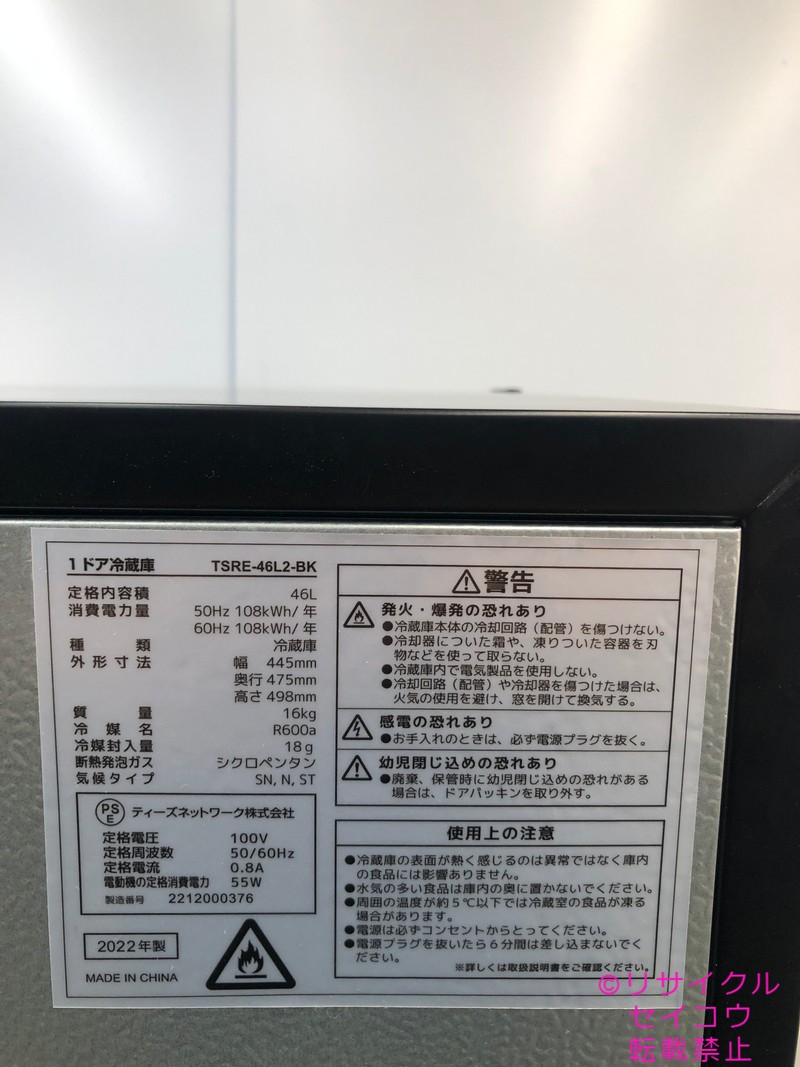 1ドア冷蔵庫 TSRE-46L2-BK
定格内容積 46L
消費電力量 50Hz 108kWh/年
60Hz 108kWh/年
種類 冷蔵庫
外形寸法 幅 445mm
奥行 475mm
高さ 498mm
質量 16kg
冷媒名 R600a
冷媒封入量 18g
断熱発泡ガス シクロペンタン
気候タイプ SN, N, ST
PSE ティーズネットワーク株式会社
定格電圧 100V
定格周波数 50/60Hz
定格電流 0.8A
電動機の定格消費電力 55W
製造番号 2212000376
2022年製
MADE IN CHINA
警告
発火・爆発の恐れあり
●冷蔵庫本体の冷却回路（配管）を傷つけない。
●冷却器についた霜や、凍りついた容器を刃
物などを使って取らない。
●冷蔵庫内で電気製品を使用しない。
●冷却回路（配管）や冷却器を傷つけた場合は、
火気の使用を避け、窓を開けて換気する。
感電の恐れあり
●お手入れのときは、必ず電源プラグを抜く。
幼児閉じ込めの恐れあり
●廃棄、保管時に幼児閉じ込めの恐れがある
場合は、ドアパッキンを取り外す。
使用上の注意
●冷蔵庫の表面が熱く感じるのは異常ではなく庫内
の食品には影響ありません。
●水気の多い食品は庫内の奥に置かないでください。
●周囲の温度が約5℃以下では冷蔵室の食品が凍る
場合があります。
●電源は必ずコンセントからとってください。
●電源プラグを抜いたら6分間は差し込まないでく
ださい。
※詳しくは取扱説明書をご確認ください。
©リサイクル
セイコウ
転載禁止